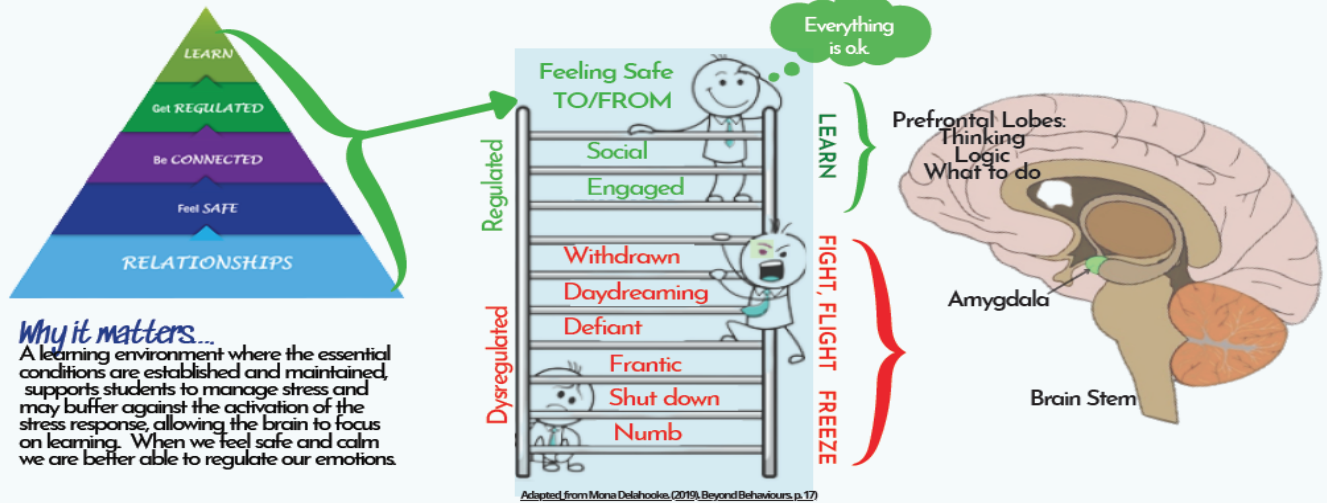 LEARN
Get REGULATED
Be CONNECTED
Feel SAFE
RELATIONSHIPS
Why it matters....
A learning environment where the essential
conditions are established and maintained,
supports students to manage stress and
may buffer against the activation of the
stress response, allowing the brain to focus
on learning. When we feel safe and calm
we are better able to regulate our emotions.
Everything
is o.k.
Feeling Safe
TO/FROM
Regulated
Social
Engaged
LEARN
Dysregulated
Withdrawn
Daydreaming
Defiant
Frantic
Shut down
Numb
FIGHT, FLIGHT FREEZE
Adapted from Mona Delahooke. (2019). Beyond Behaviours. p. 17)
Prefrontal Lobes:
Thinking
Logic
What to do
Amygdala
Brain Stem